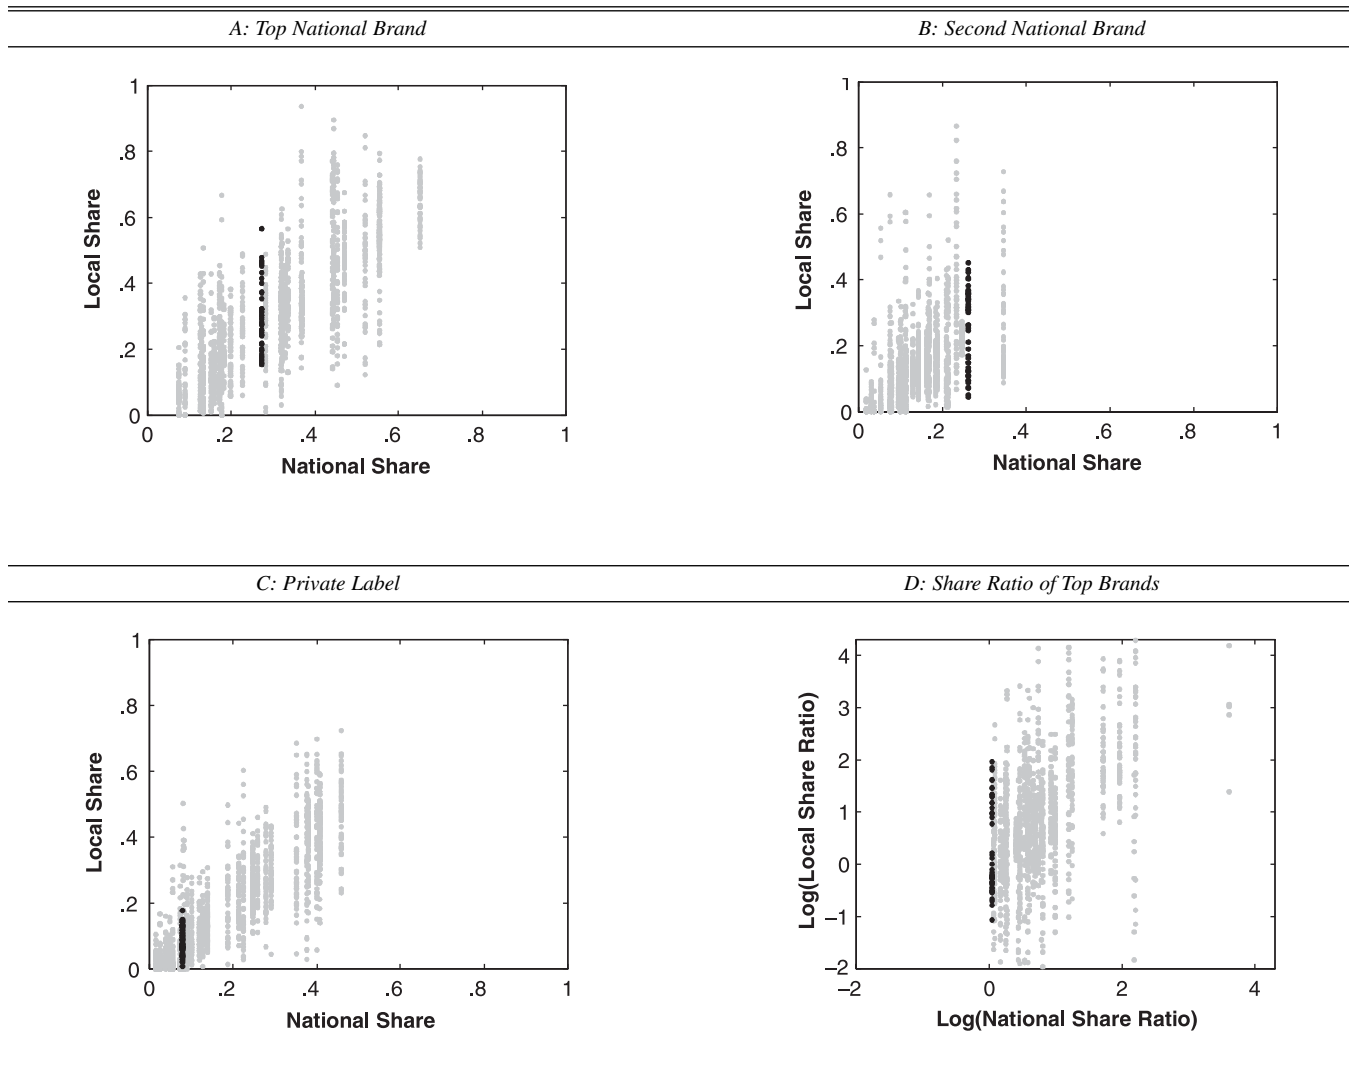 A: Top National Brand
B: Second National Brand
1
.8
.6
.4
.2
0
Local Share
0 .2 .4 .6 .8 1
National Share
1
.8
.6
.4
.2
0
Local Share
0 .2 .4 .6 .8 1
National Share
C: Private Label
D: Share Ratio of Top Brands
1
.8
.6
.4
.2
0
Local Share
0 .2 .4 .6 .8 1
National Share
4
3
2
1
0
–1
–2
Log(Local Share Ratio)
–2 0 2 4
Log(National Share Ratio)